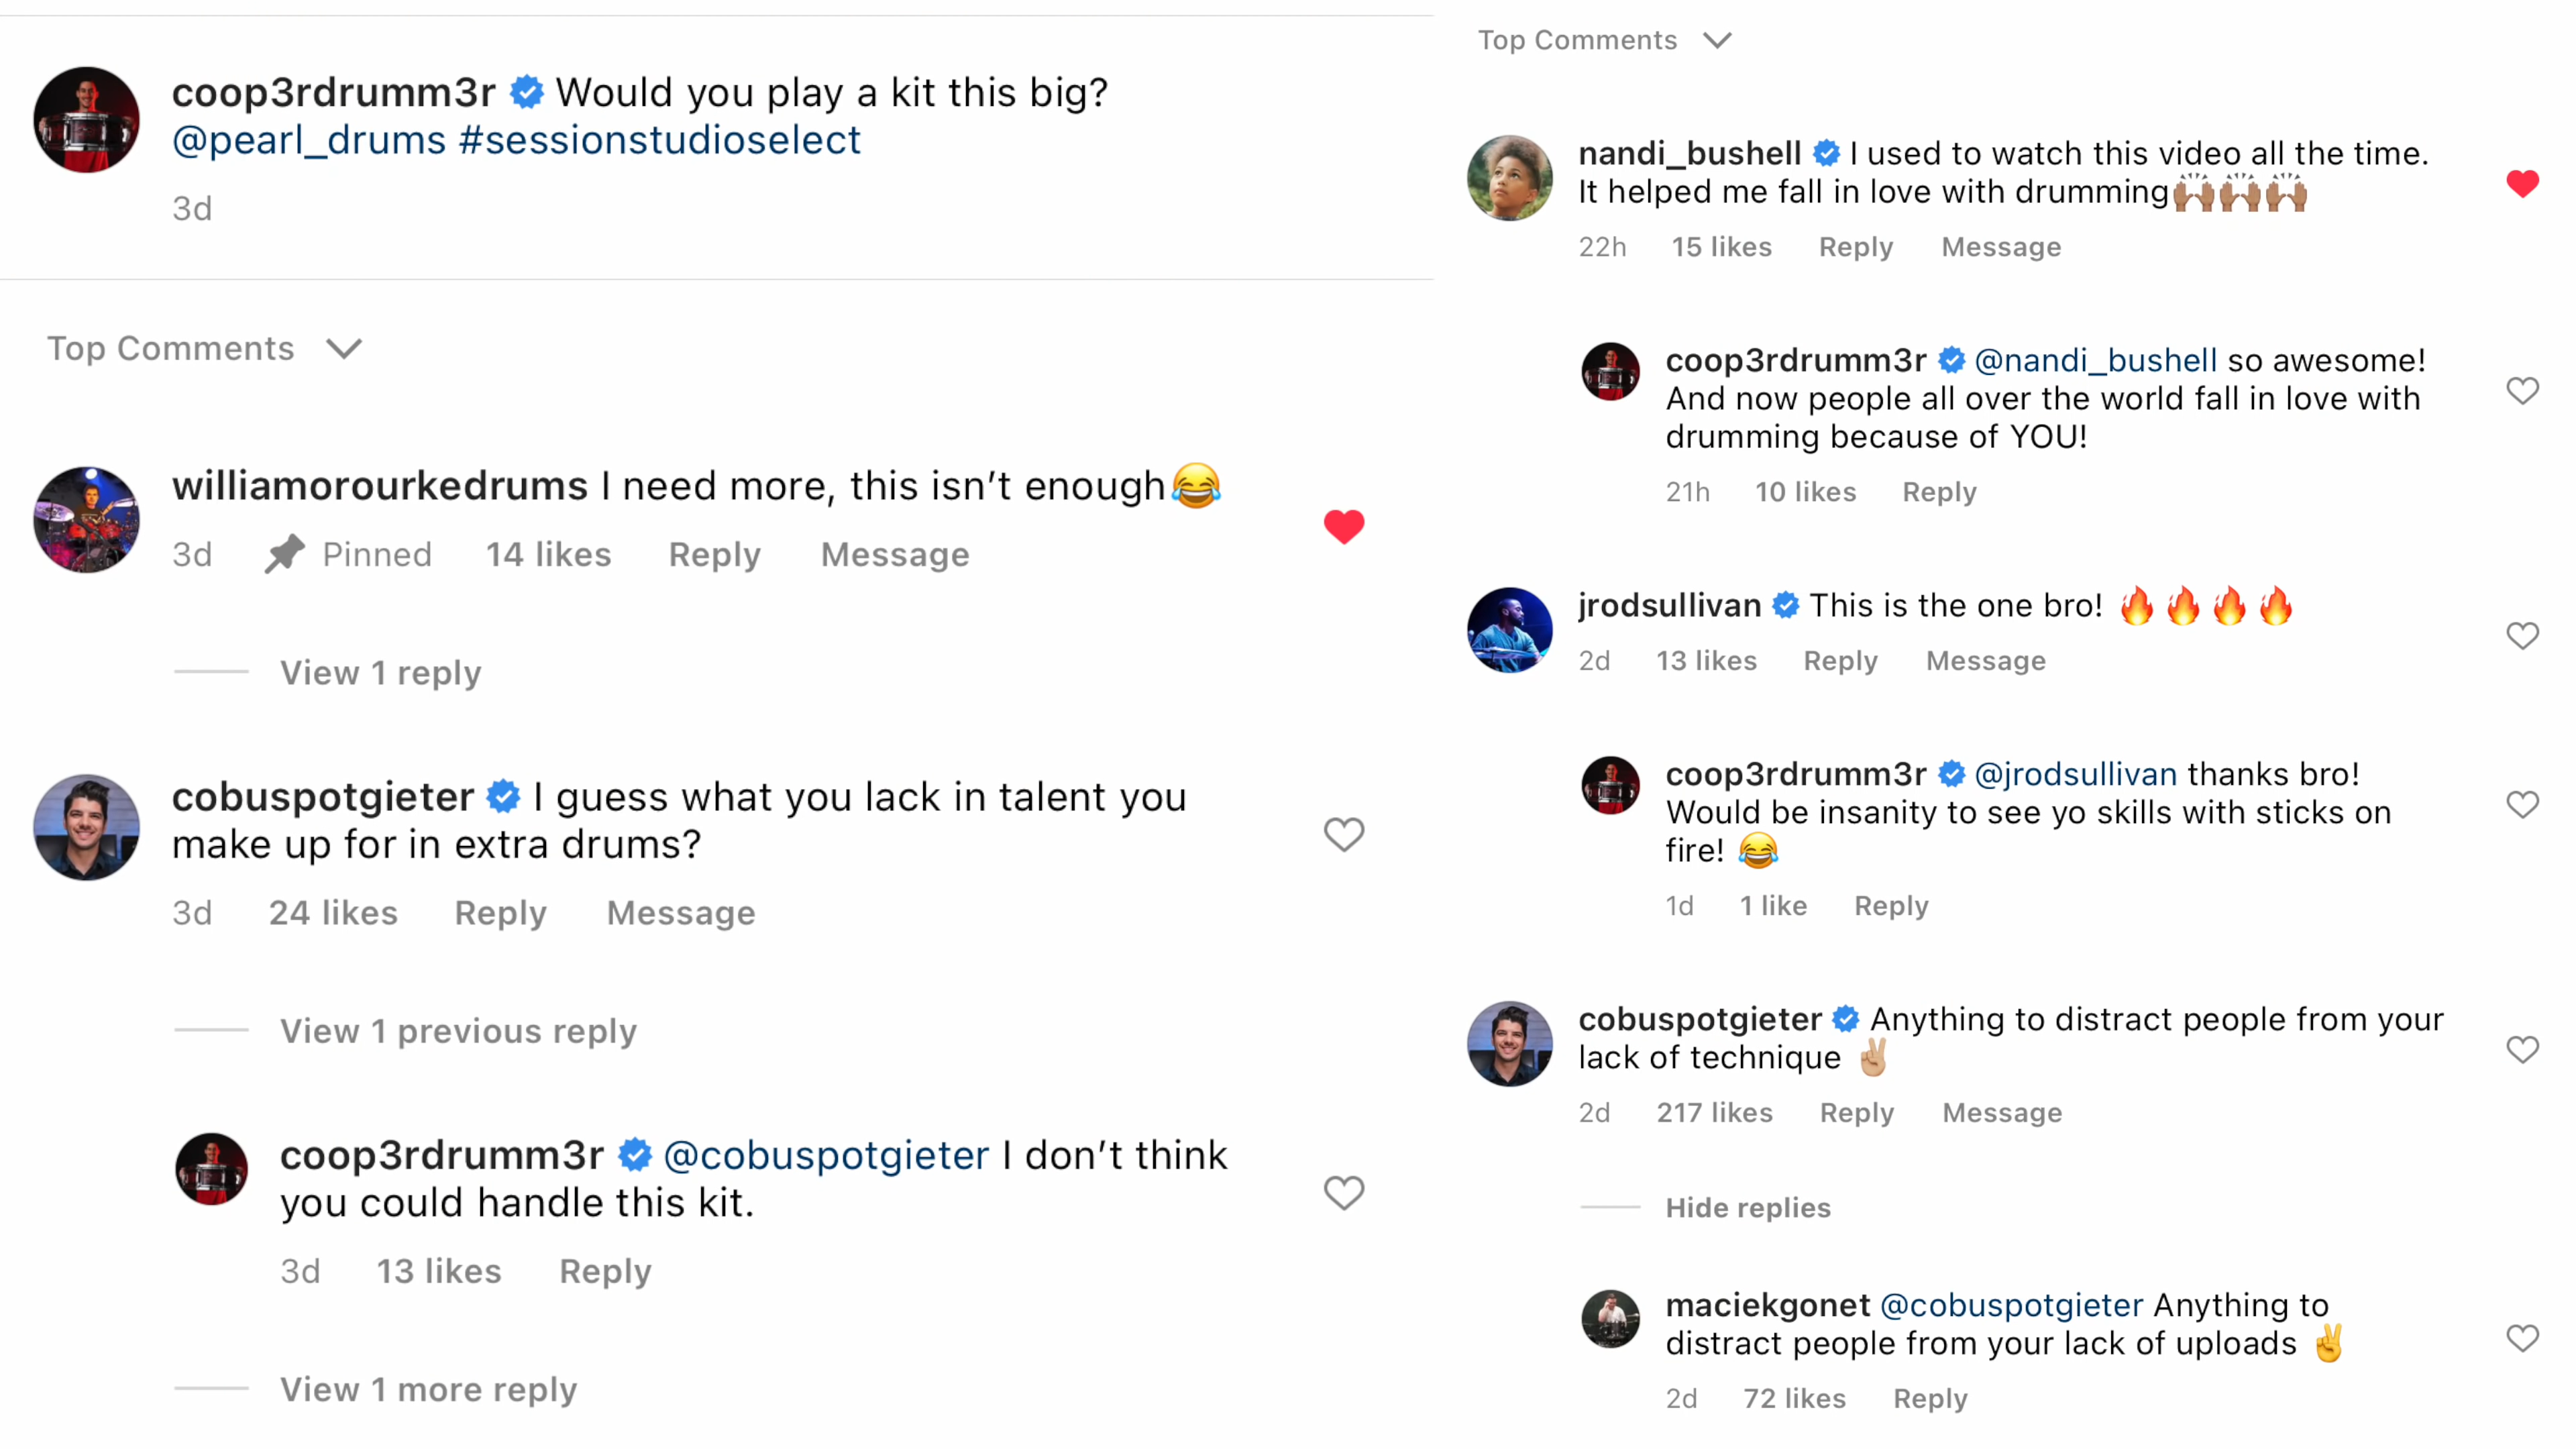 coop3rdrumm3r Would you play a kit this big?
@pearl_drums #sessionstudioselect
3d
Top Comments
williamorourkedrums I need more, this isn’t enough😂
3d Pinned 14 likes Reply Message
View 1 reply
cobuspotgieter I guess what you lack in talent you
make up for in extra drums?
3d 24 likes Reply Message
View 1 previous reply
coop3rdrumm3r @cobuspotgieter I don’t think
you could handle this kit.
3d 13 likes Reply
View 1 more reply
Top Comments
nandi_bushell I used to watch this video all the time.
It helped me fall in love with drumming🙌🏽🙌🏽🙌🏽
22h 15 likes Reply Message
coop3rdrumm3r @nandi_bushell so awesome!
And now people all over the world fall in love with
drumming because of YOU!
21h 10 likes Reply
jrodsullivan This is the one bro! 🔥🔥🔥🔥
2d 13 likes Reply Message
coop3rdrumm3r @jrodsullivan thanks bro!
Would be insanity to see yo skills with sticks on
fire! 😂
1d 1 like Reply
cobuspotgieter Anything to distract people from your
lack of technique ✌🏼
2d 217 likes Reply Message
Hide replies
maciekgonet @cobuspotgieter Anything to
distract people from your lack of uploads ✌️
2d 72 likes Reply